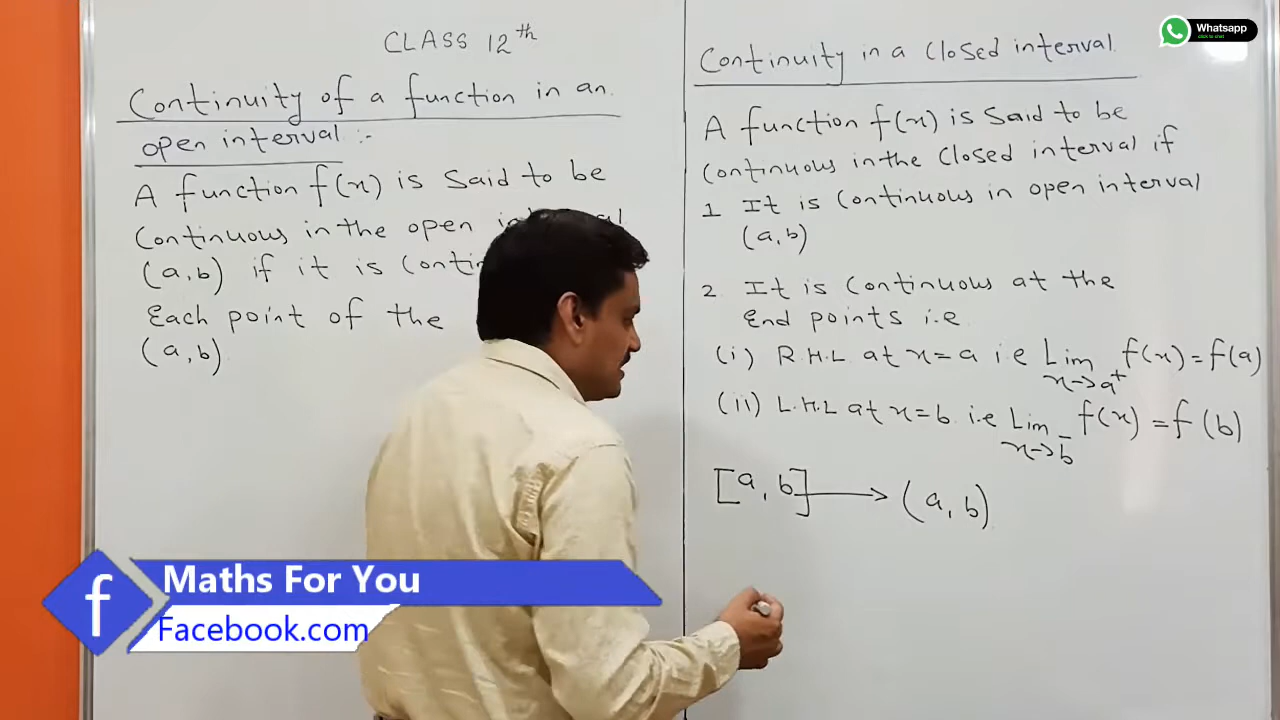 CLASS 12th
Continuity of a function in an
open interval :-
A function f(x) is Said to be
Continuous in the open
(a,b) if it is
Each point of the
(a,b).
Continuity in a Closed interval.
A function f(x) is Said to be
Continuous in the Closed interval if
1 It is Continuous in open interval
(a,b)
2. It is Continuous at the
End points i.e
(i) R.H.L at x=a i.e Lim x→a⁺ f(x)=f(a)
(ii) L.H.L at x=b. i.e Lim x→b⁻ f(x)=f(b)
[a,b] → (a,b).
Whatsapp
click to chat
f Maths For You
Facebook.com